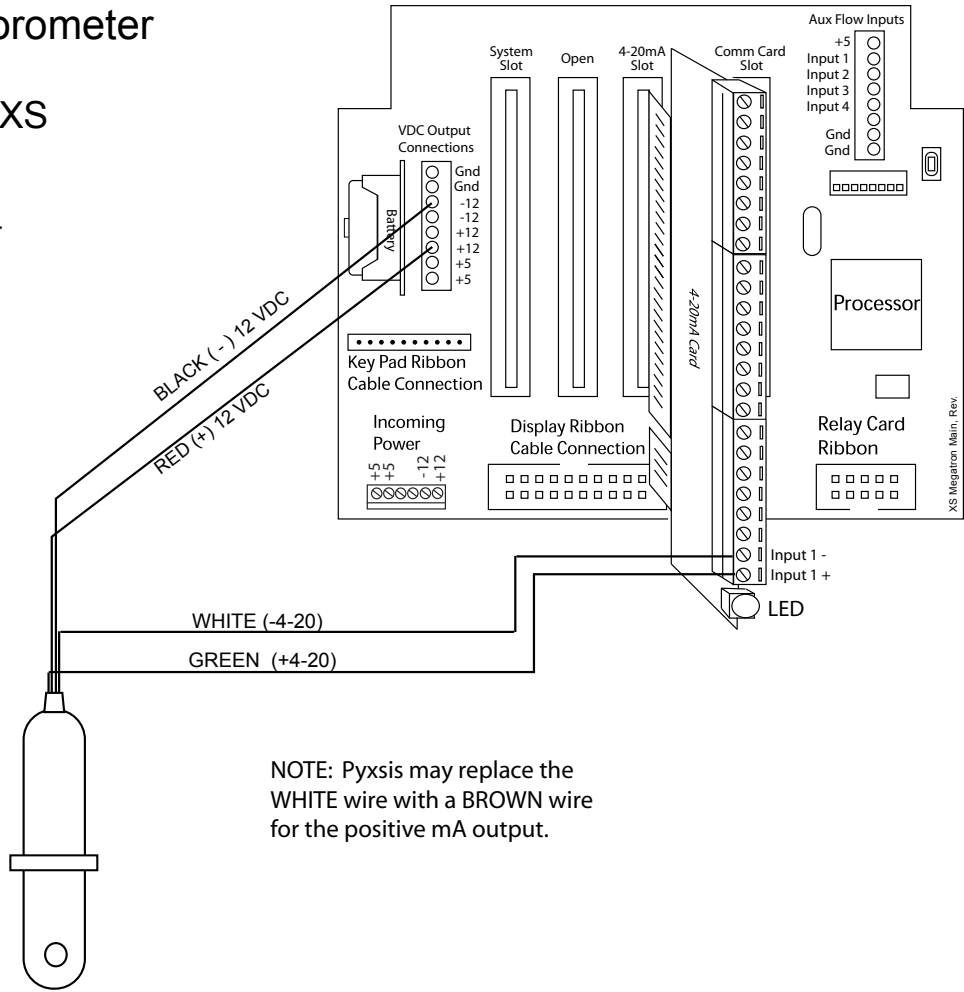 XS
Aux Flow Inputs
+5
Input 1
Input 2
Input 3
Input 4
Gnd
Gnd
System
Slot
Open
4-20mA
Slot
Comm Card
Slot
VDC Output
Connections
Gnd
Gnd
-12
-12
+12
+12
+5
+5
Battery
BLACK ( - ) 12 VDC
RED (+) 12 VDC
4-20mA Card
Processor
Key Pad Ribbon
Cable Connection
Incoming
Power
+5
+5
-12
+12
Display Ribbon
Cable Connection
Relay Card
Ribbon
XS Megatron Main, Rev.
Input 1 -
Input 1 +
LED
WHITE (-4-20)
GREEN (+4-20)
NOTE: Pyxsis may replace the
WHITE wire with a BROWN wire
for the positive mA output.